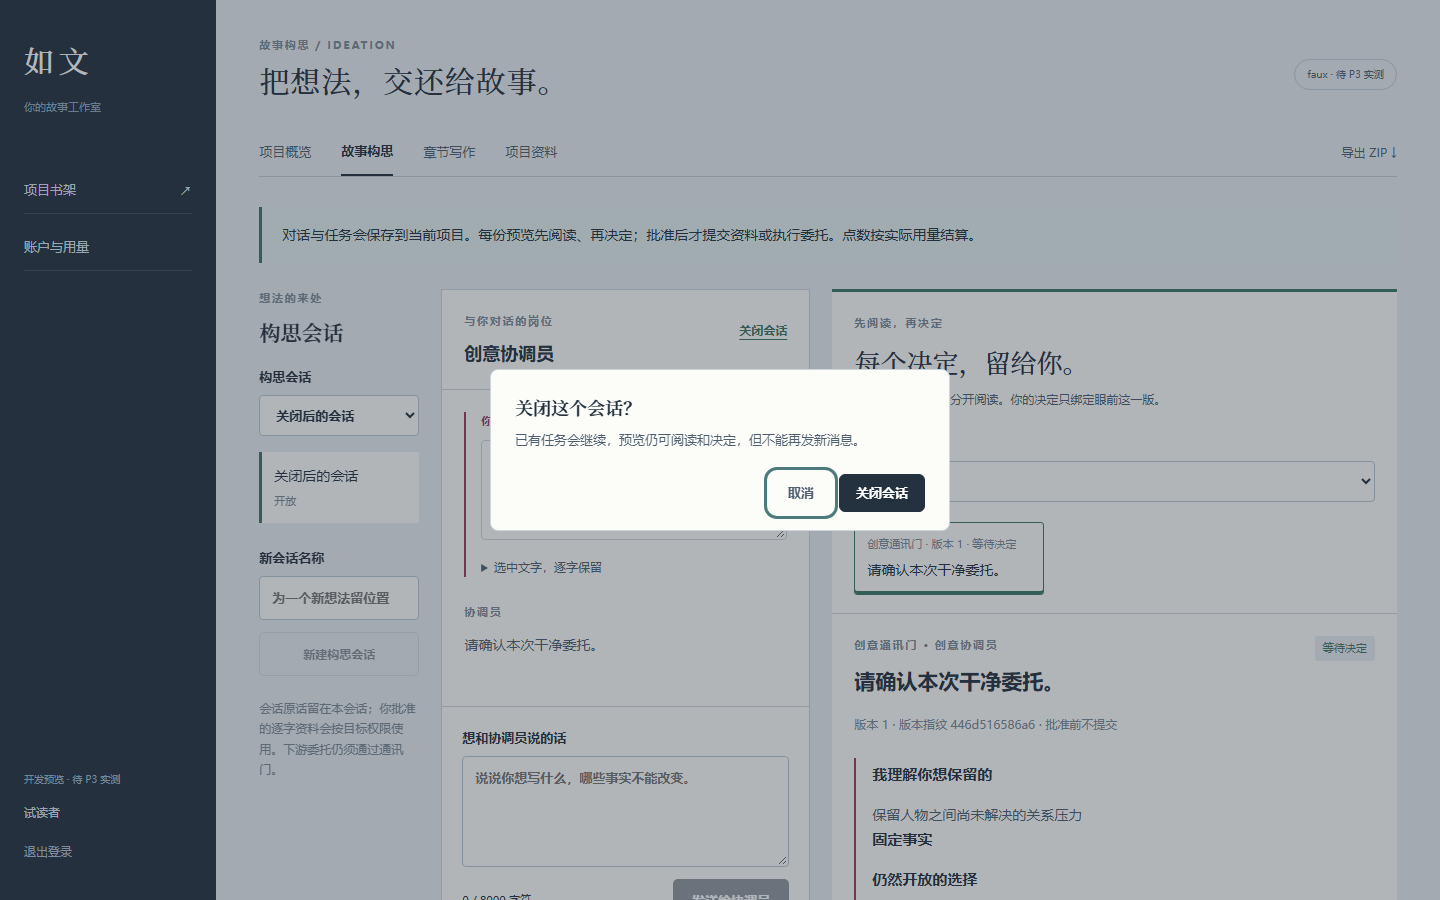 如文
你的故事工作室
项目书架 ↗
账户与用量
开发预览 · 待 P3 实测
试读者
退出登录
故事构思 / IDEATION
把想法，交还给故事。
faux · 待 P3 实测
项目概览
故事构思
章节写作
项目资料
导出 ZIP ↓
对话与任务会保存到当前项目。每份预览先阅读、再决定；批准后才提交资料或执行委托。点数按实际用量结算。
想法的来处
构思会话
构思会话
关闭后的会话
关闭后的会话
开放
新会话名称
为一个新想法留位置
新建构思会话
会话原话留在本会话；你批准
的逐字资料会按目标权限使
用。下游委托仍须通过通讯
门。
与你对话的岗位
创意协调员
关闭会话
关闭这个会话？
已有任务会继续，预览仍可阅读和决定，但不能再发新消息。
取消
关闭会话
▶ 选中文字，逐字保留
协调员
请确认本次干净委托。
想和协调员说的话
说说你想写什么，哪些事实不能改变。
0 / 8000 字符
发送给协调员
先阅读，再决定
每个决定，留给你。
分开阅读。你的决定只绑定眼前这一版。
创意通讯门 · 版本 1 · 等待决定
请确认本次干净委托。
创意通讯门 • 创意协调员
等待决定
请确认本次干净委托。
版本 1 · 版本指纹 446d516586a6 · 批准前不提交
我理解你想保留的
保留人物之间尚未解决的关系压力
固定事实
仍然开放的选择